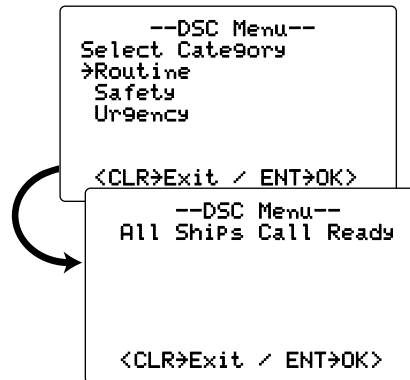 --DSC Menu--
Select Category
→Routine
Safety
Urgency
<CLR→Exit / ENT→OK>
--DSC Menu--
All Ships Call Ready
<CLR→Exit / ENT→OK>